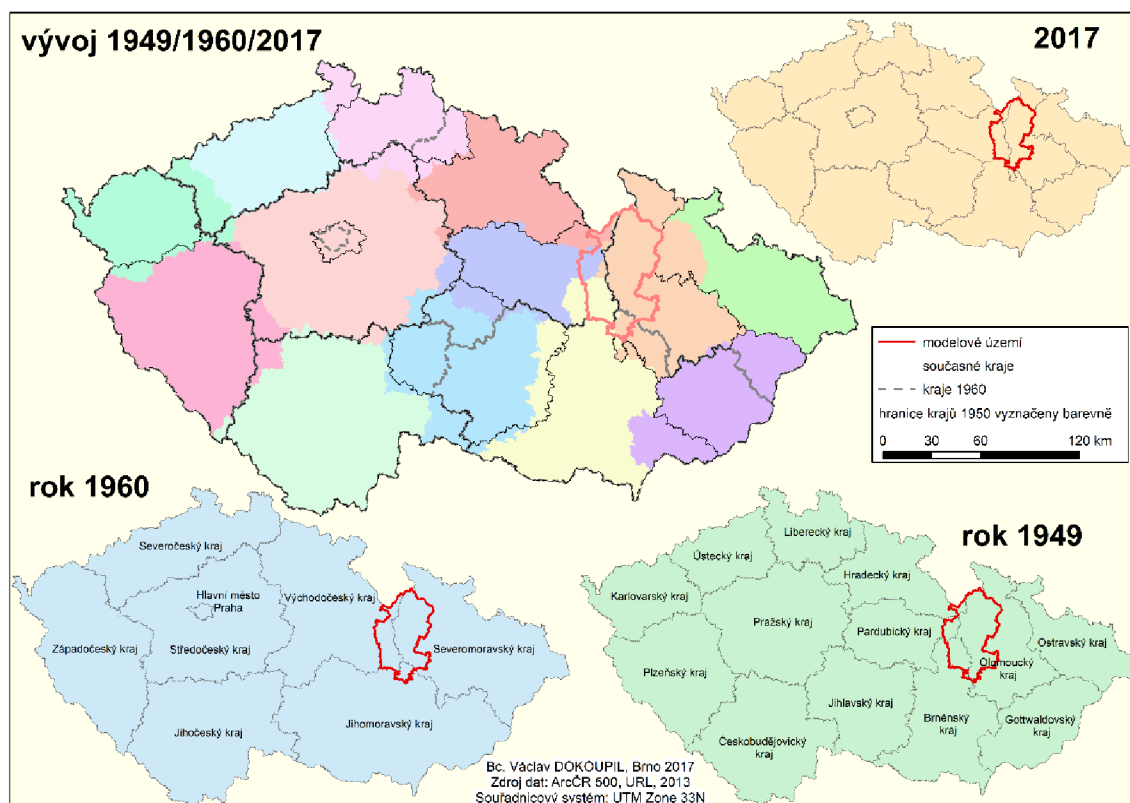 vývoj 1949/1960/2017
2017
modelové území
současné kraje
kraje 1960
hranice krajů 1950 vyznačeny barevně
0 30 60 120 km
rok 1960
Severočeský kraj
Hlavní město
Praha
Východočeský kraj
Západočeský kraj
Středočeský kraj
Severomoravský kraj
Jihomoravský kraj
Jihočeský kraj
rok 1949
Liberecký kraj
Ústecký kraj
Hradecký kraj
Karlovarský kraj
Pražský kraj
Pardubický kraj
Ostravský kraj
Olomoucký
kraj
Plzeňský kraj
Jihlavský kraj
Brněnský
kraj
Gottwaldovský
kraj
Českobudějovický
kraj
Bc. Václav DOKOUPIL, Brno 2017
Zdroj dat: ArcČR 500, URL, 2013
Souřadnicový systém: UTM Zone 33N